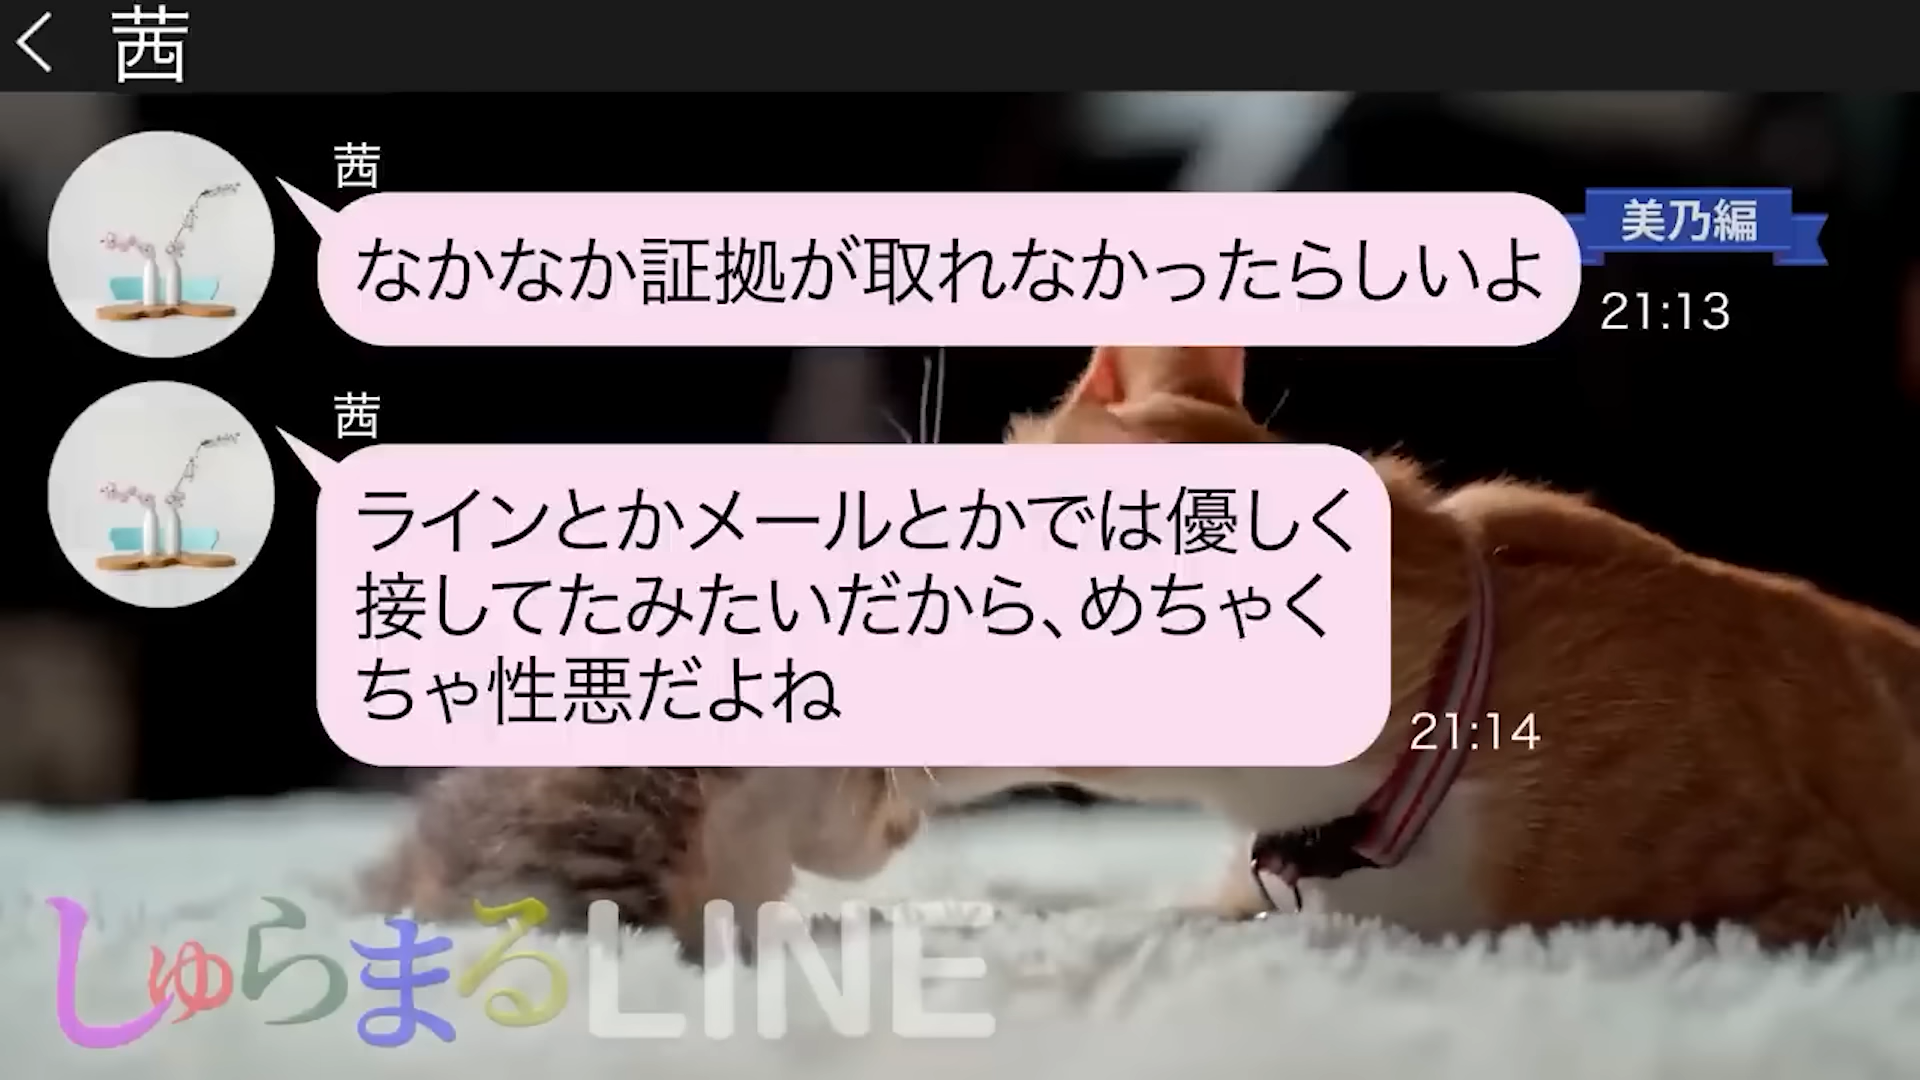 茜
茜
なかなか証拠が取れなかったらしいよ
美乃編
21:13
茜
ラインとかメールとかでは優しく
接してたみたいだから、めちゃく
ちゃ性悪だよね
21:14
しゅらまるLINE